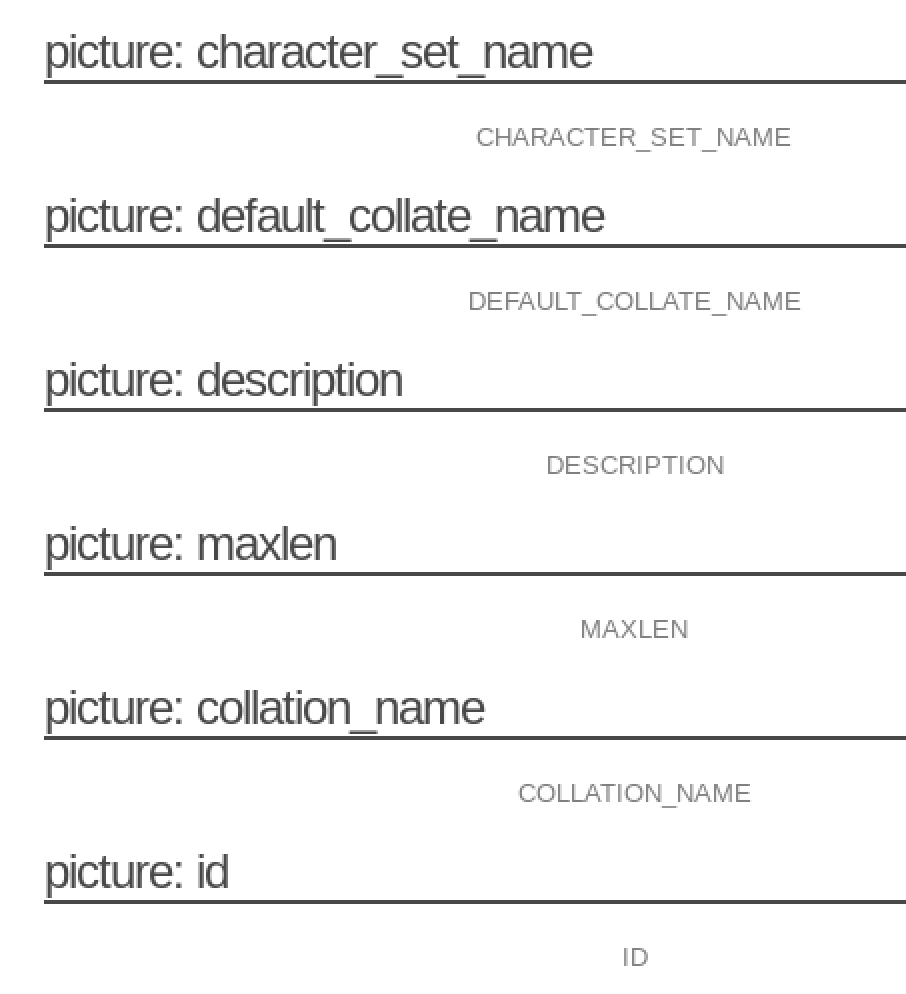 picture: character_set_name
CHARACTER_SET_NAME
picture: default_collate_name
DEFAULT_COLLATE_NAME
picture: description
DESCRIPTION
picture: maxlen
MAXLEN
picture: collation_name
COLLATION_NAME
picture: id
ID